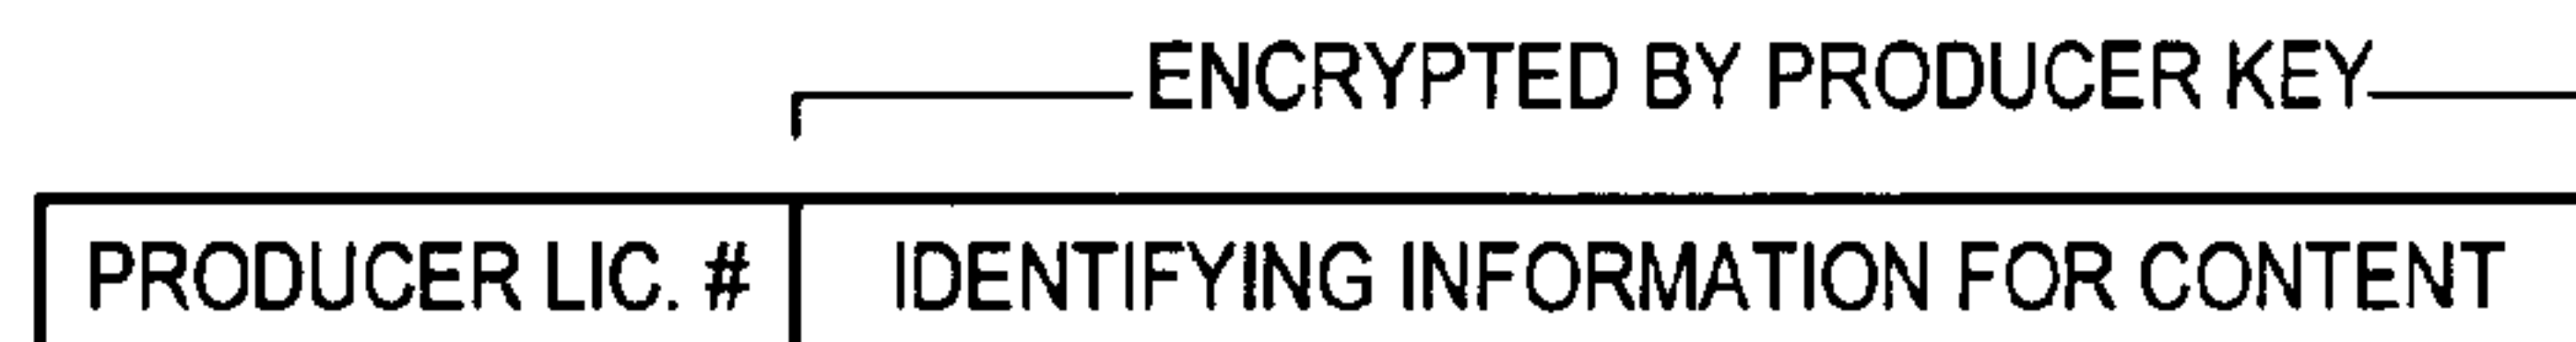 ENCRYPTED BY PRODUCER KEY
PRODUCER LIC. # IDENTIFYING INFORMATION FOR CONTENT